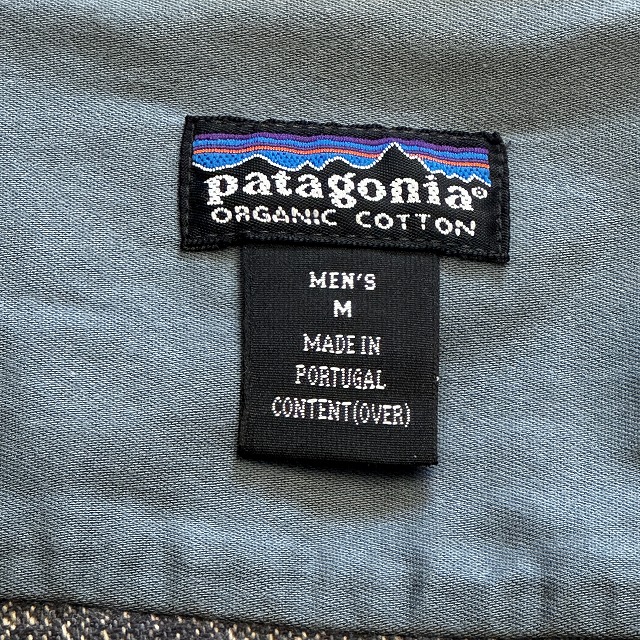 patagonia®
ORGANIC COTTON
MEN'S
M
MADE IN
PORTUGAL
CONTENT(OVER)